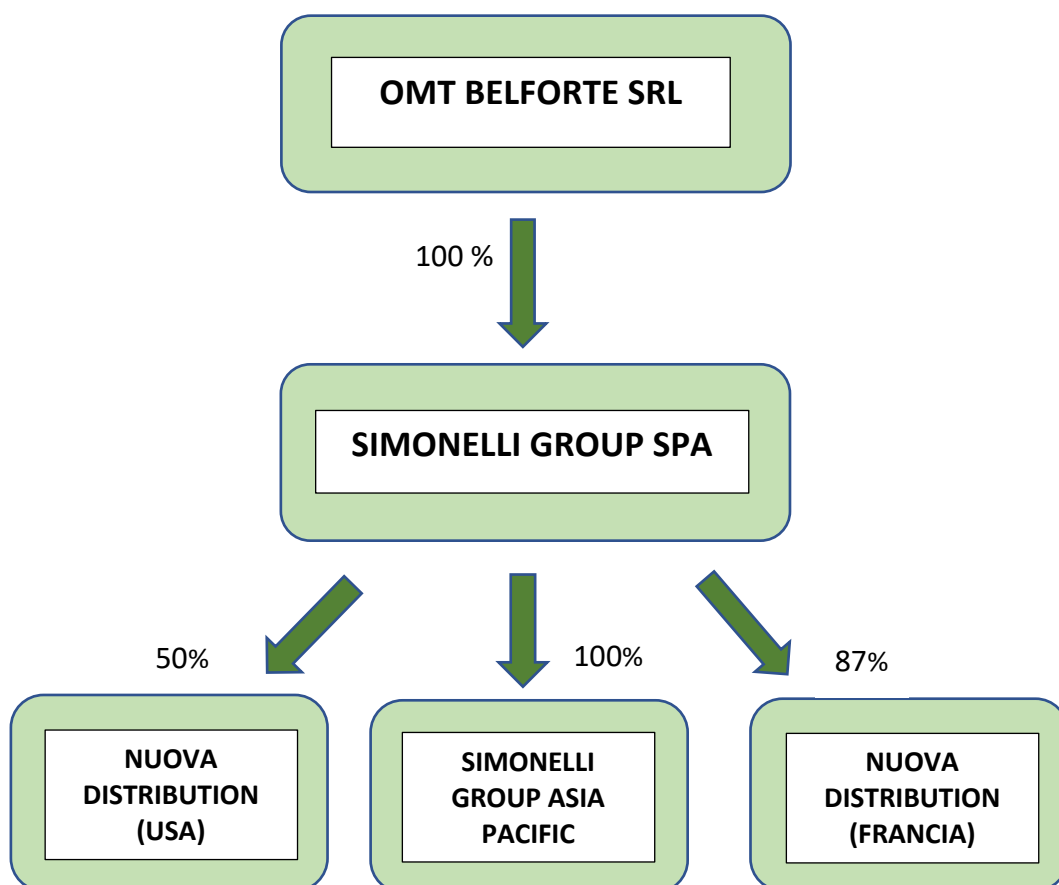 OMT BELFORTE SRL
100 %
SIMONELLI GROUP SPA
50%
100%
87%
NUOVA
DISTRIBUTION
(USA)
SIMONELLI
GROUP ASIA
PACIFIC
NUOVA
DISTRIBUTION
(FRANCIA)